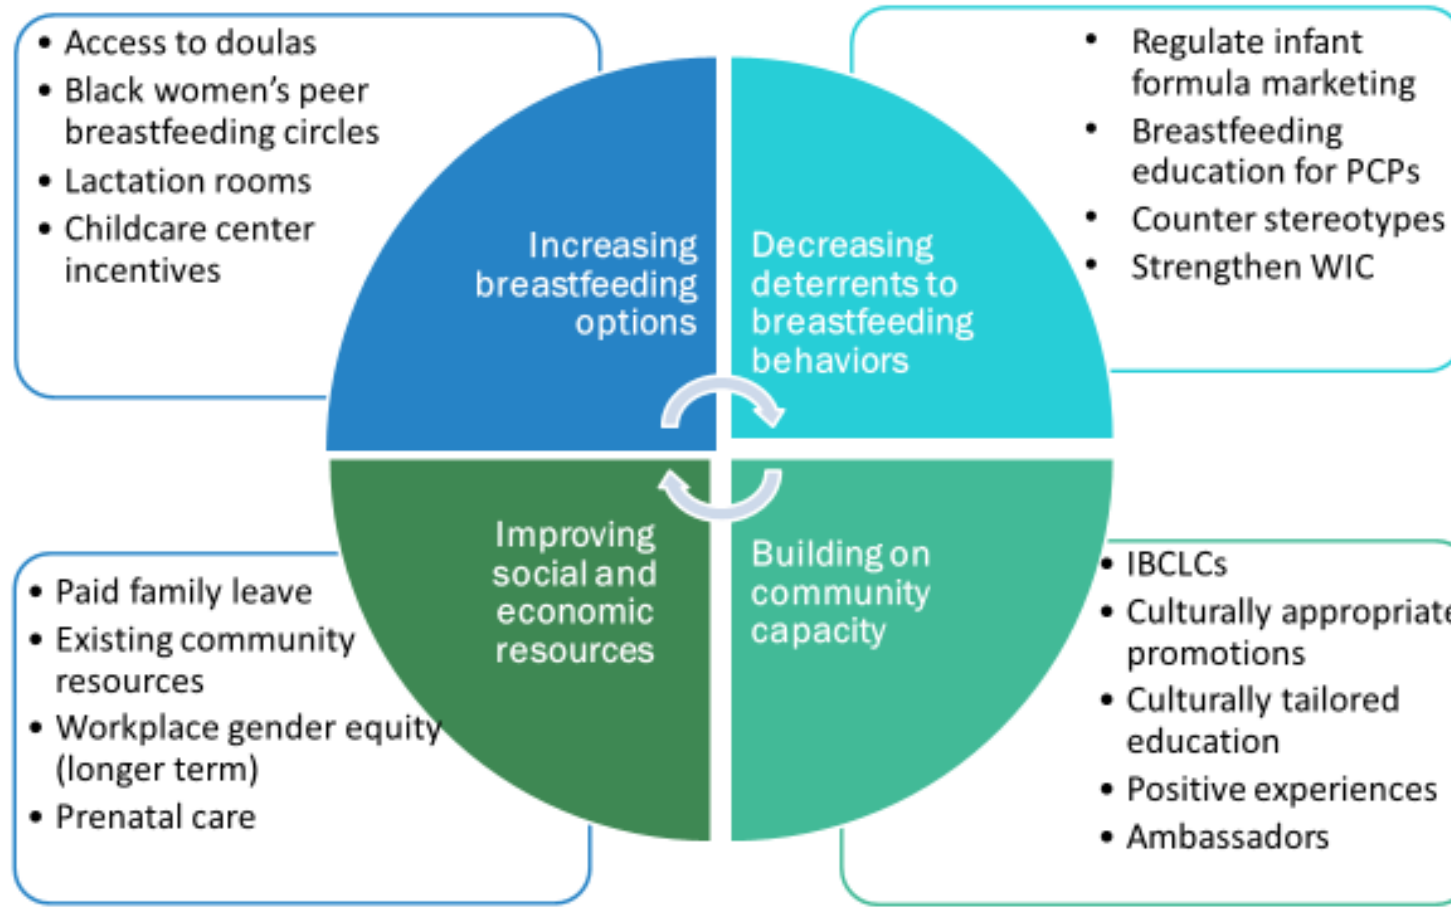 • Access to doulas
• Black women's peer
breastfeeding circles
• Lactation rooms
• Childcare center
incentives
Increasing
breastfeeding
options
Decreasing
deterrents to
breastfeeding
behaviors
• Regulate infant
formula marketing
• Breastfeeding
education for PCPs
• Counter stereotypes
• Strengthen WIC
• Paid family leave
• Existing community
resources
• Workplace gender equity
(longer term)
• Prenatal care
Improving
social and
economic
resources
Building on
community
capacity
• IBCLCs
• Culturally appropriate
promotions
• Culturally tailored
education
• Positive experiences
• Ambassadors